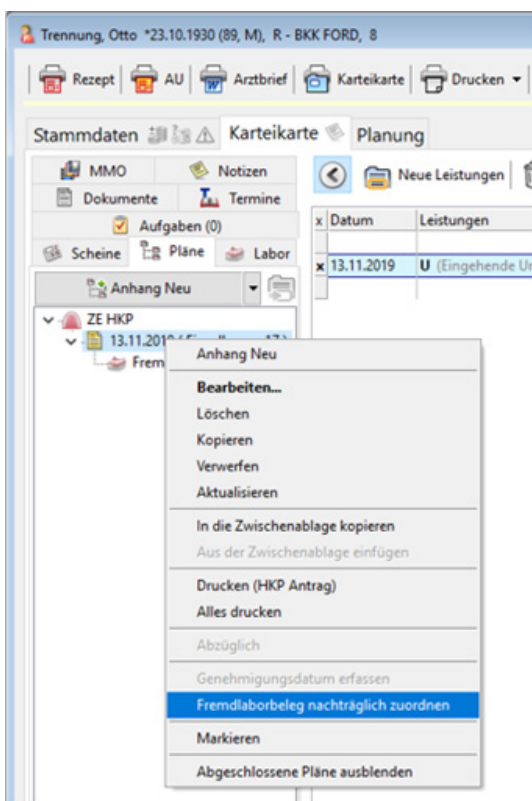 Trennung, Otto *23.10.1930 (89, M), R - BKK FORD, 8
Rezept AU Arztbrief Karteikarte Drucken
Stammdaten Karteikarte Planung
MMO Notizen
Dokumente Termine
Aufgaben (0)
Scheine Pläne Labor
Anhang Neu
Neue Leistungen
x Datum Leistungen
x 13.11.2019 U (Eingehende
ZE HKP
Anhang Neu
Bearbeiten...
Löschen
Kopieren
Verwerfen
Aktualisieren
In die Zwischenablage kopieren
Aus der Zwischenablage einfügen
Drucken (HKP Antrag)
Alles drucken
Abzüglich
Genehmigungsdatum erfassen
Fremdlaborbeleg nachträglich zuordnen
Markieren
Abgeschlossene Pläne ausblenden